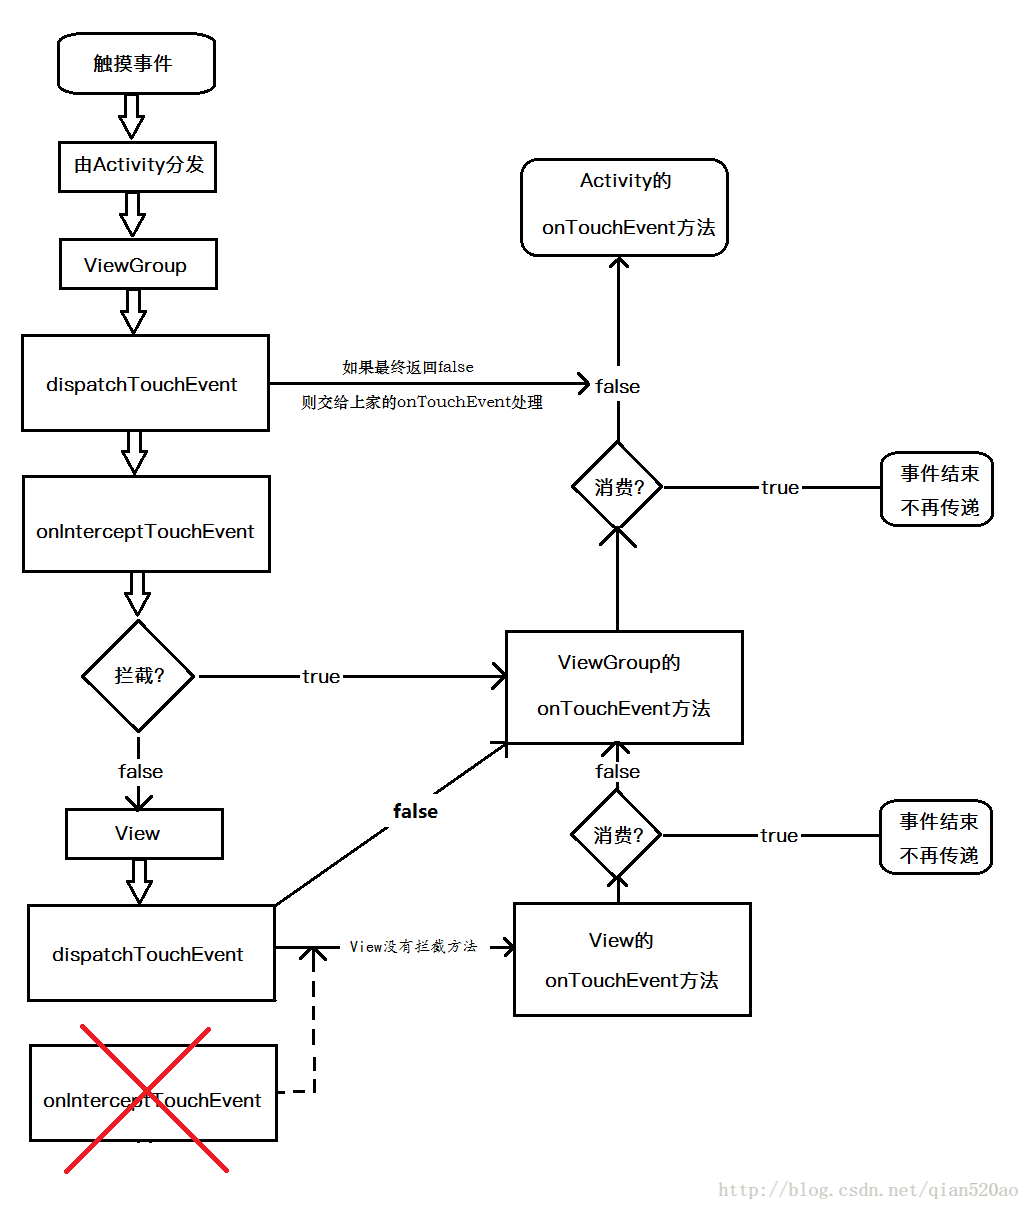 触摸事件
由Activity分发
ViewGroup
dispatchTouchEvent
如果最终返回false
则交给上家的onTouchEvent处理
onInterceptTouchEvent
拦截?
true
false
View
dispatchTouchEvent
false
View没有拦截方法
onInterceptTouchEvent
View的
onTouchEvent方法
消费?
true
事件结束
不再传递
false
ViewGroup的
onTouchEvent方法
消费?
true
事件结束
不再传递
false
Activity的
onTouchEvent方法
http://blog.csdn.net/qian520ao